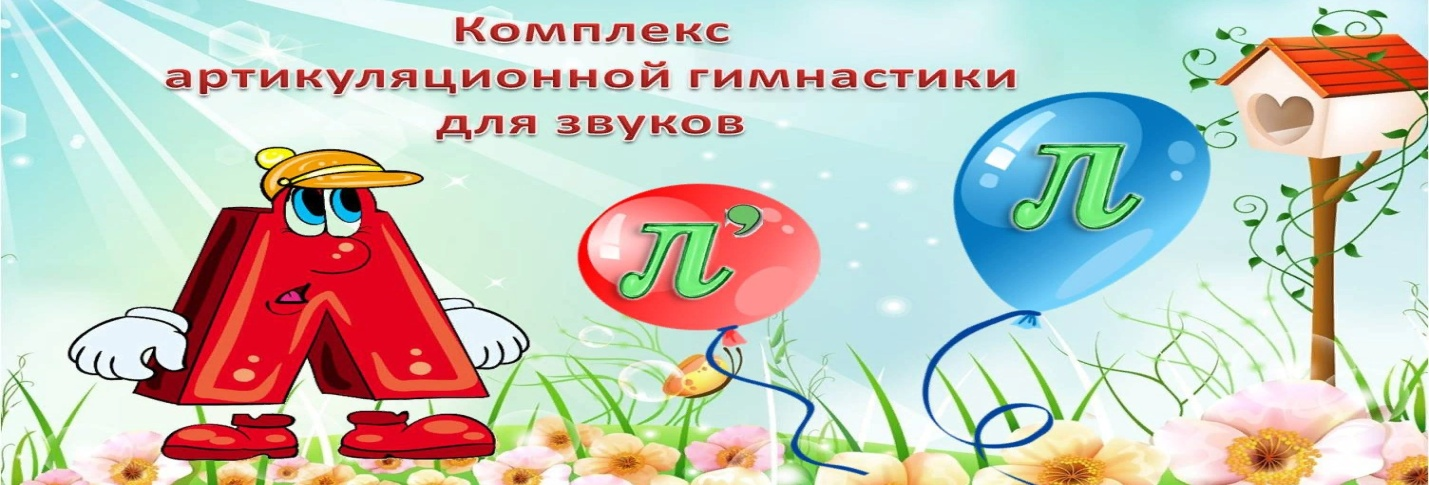 Комплекс
артикуляционной гимнастики
для звуков
л’
л